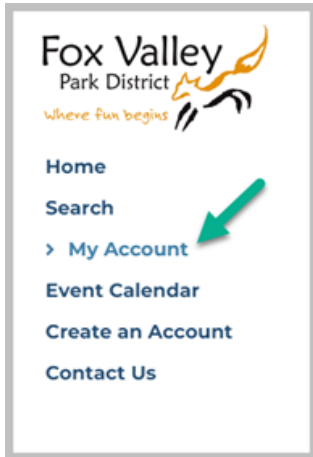 Fox Valley
Park District
Where fun begins
Home
Search
> My Account
Event Calendar
Create an Account
Contact Us